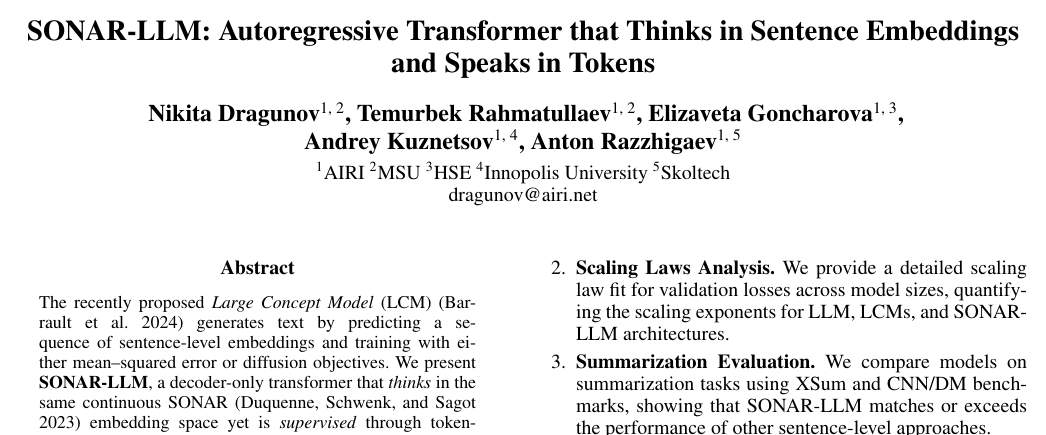 SONAR-LLM: Autoregressive Transformer that Thinks in Sentence Embeddings
and Speaks in Tokens
Nikita Dragunov1, 2, Temurbek Rahmatullaev1, 2, Elizaveta Goncharova1, 3,
Andrey Kuznetsov1, 4, Anton Razzhigaev1, 5
1AIRI 2MSU 3HSE 4Innopolis University 5Skoltech
dragunov@airi.net
Abstract
The recently proposed Large Concept Model (LCM) (Bar-
rault et al. 2024) generates text by predicting a se-
quence of sentence-level embeddings and training with ei-
ther mean–squared error or diffusion objectives. We present
SONAR-LLM, a decoder-only transformer that thinks in the
same continuous SONAR (Duquenne, Schwenk, and Sagot
2023) embedding space yet is supervised through token-
2. Scaling Laws Analysis. We provide a detailed scaling
law fit for validation losses across model sizes, quantify-
ing the scaling exponents for LLM, LCMs, and SONAR-
LLM architectures.
3. Summarization Evaluation. We compare models on
summarization tasks using XSum and CNN/DM bench-
marks, showing that SONAR-LLM matches or exceeds
the performance of other sentence-level approaches.